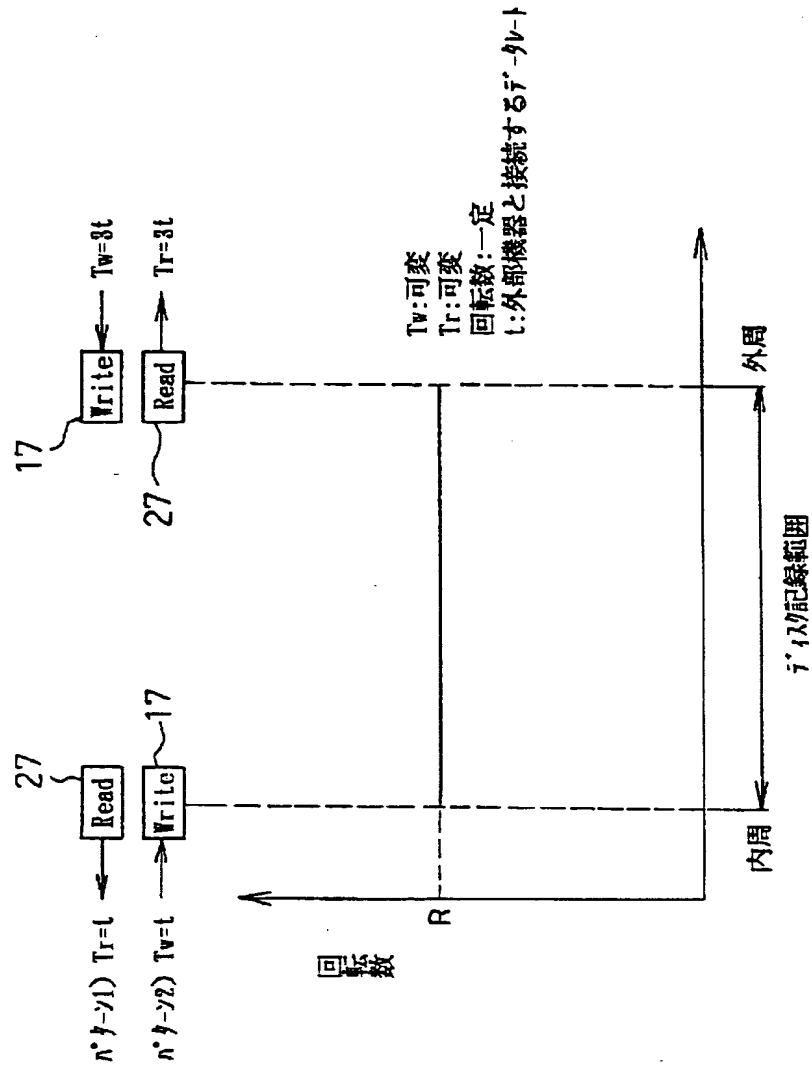 パターン1) Tr=t
27
Read
17
Write
Tw=3t
パターン2) Tw=t
Write
17
Read
27
Tr=3t
回転数
R
Tw:可変
Tr:可変
回転数:一定
t:外部機器と接続するデータレート
内周
外周
ディスク記録範囲